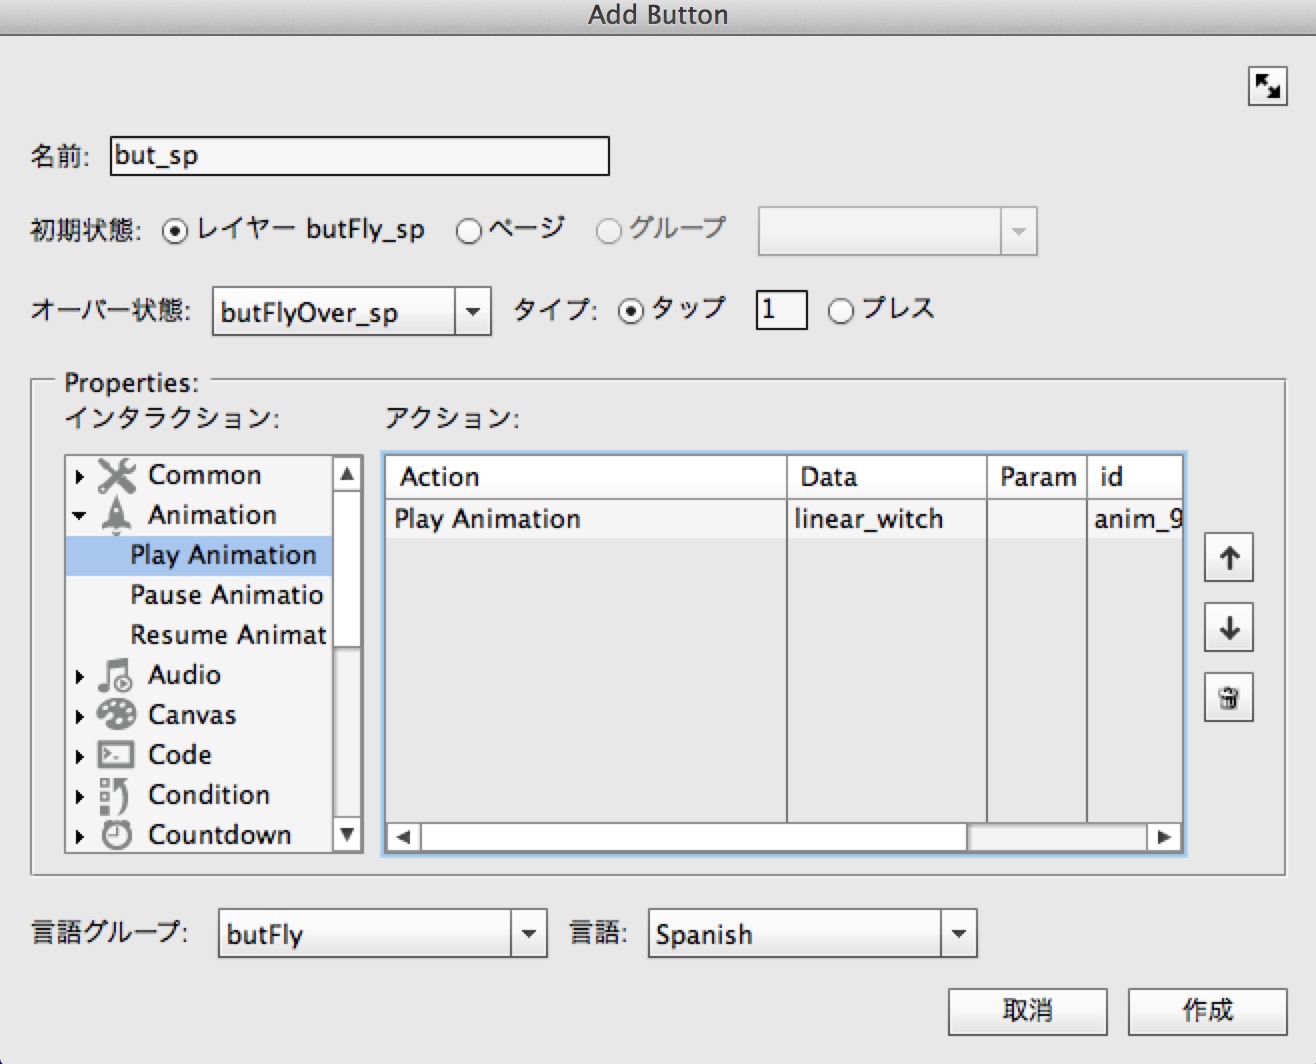 Add Button
名前: but_sp
初期状態: レイヤー butFly_sp ページ グループ
オーバー状態: butFlyOver_sp タイプ: タップ 1 プレス
Properties:
インタラクション: アクション:
Common
Animation
Play Animation
Pause Animatio
Resume Animat
Audio
Canvas
Code
Condition
Countdown
Action Data Param id
Play Animation linear_witch anim_9
言語グループ: butFly 言語: Spanish
取消 作成